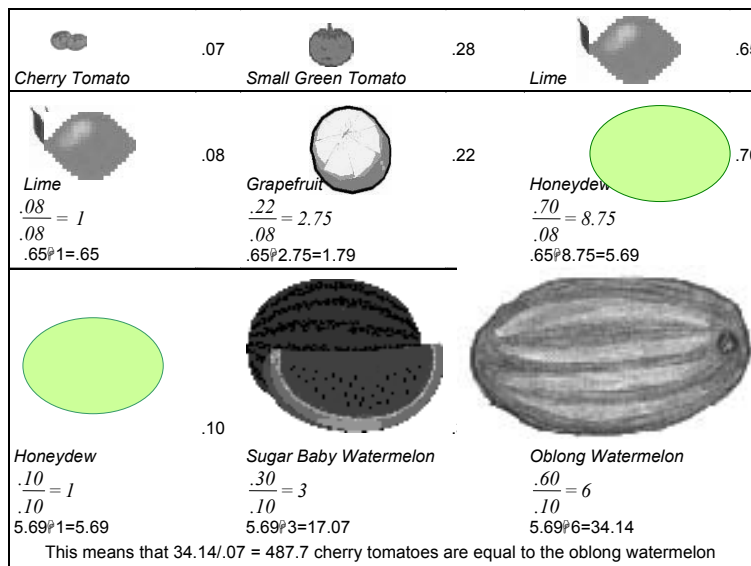 .07 .28 .65
Cherry Tomato Small Green Tomato Lime
.08 .22 .70
Lime Grapefruit Honeydew
.08/.08 = 1 .22/.08 = 2.75 .70/.08 = 8.75
.65 1=.65 .65 2.75=1.79 .65 8.75=5.69
.10
Honeydew Sugar Baby Watermelon Oblong Watermelon
.10/.10 = 1 .30/.10 = 3 .60/.10 = 6
5.69 1=5.69 5.69 3=17.07 5.69 6=34.14
This means that 34.14/.07 = 487.7 cherry tomatoes are equal to the oblong watermelon